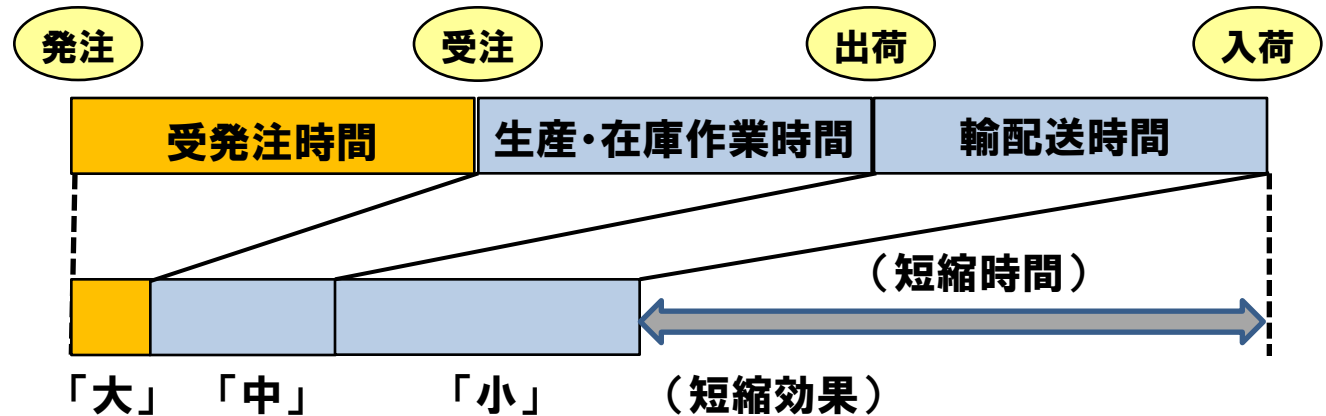 発注 受注 出荷 入荷
受発注時間 生産・在庫作業時間 輸配送時間
（短縮時間）
「大」 「中」 「小」 （短縮効果）